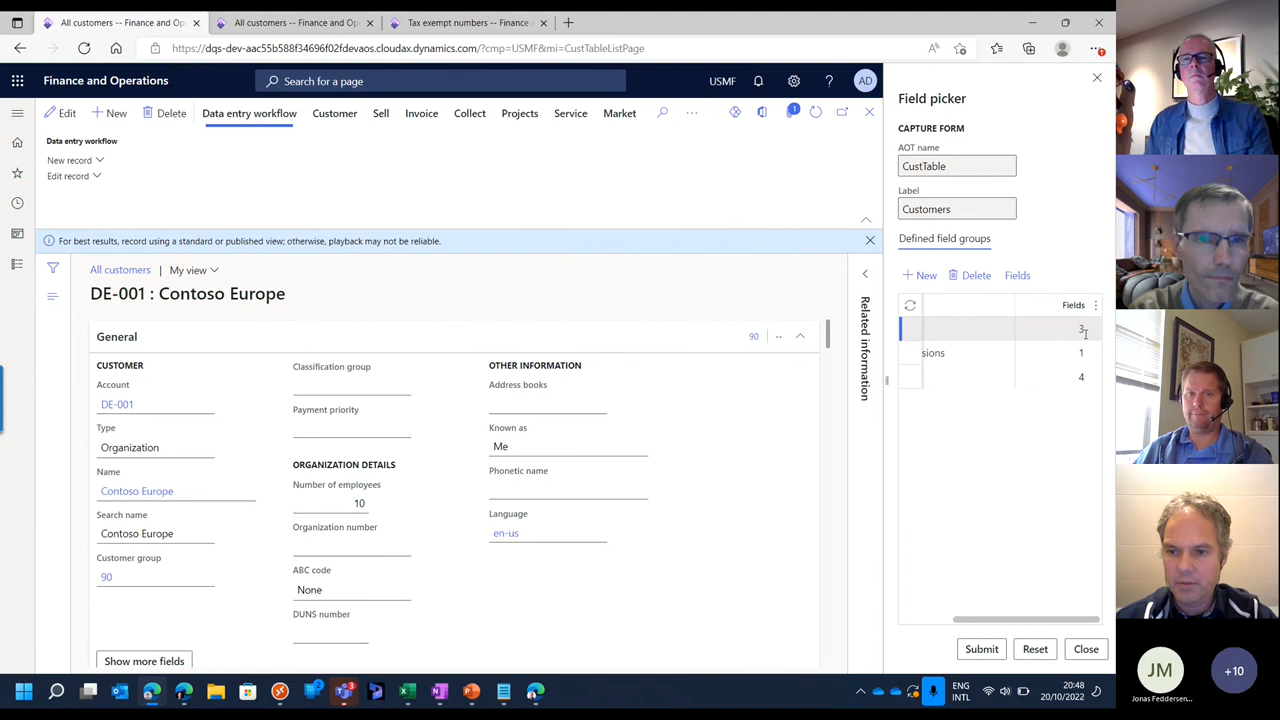 All customers -- Finance and Ope
All customers -- Finance and Ope
Tax exempt numbers -- Finance
https://dqs-dev-aac55b588f34696f02fdevaos.cloudax.dynamics.com/?cmp=USMF&mi=CustTableListPage
Finance and Operations
Search for a page
USMF
AD
Edit
New
Delete
Data entry workflow
Customer
Sell
Invoice
Collect
Projects
Service
Market
1
Data entry workflow
New record
Edit record
For best results, record using a standard or published view; otherwise, playback may not be reliable.
All customers
My view
DE-001 : Contoso Europe
General
90
--
CUSTOMER
Account
DE-001
Type
Organization
Name
Contoso Europe
Search name
Contoso Europe
Customer group
90
Show more fields
Classification group
Payment priority
ORGANIZATION DETAILS
Number of employees
10
Organization number
ABC code
None
DUNS number
OTHER INFORMATION
Address books
Known as
Me
Phonetic name
Language
en-us
Related information
Field picker
CAPTURE FORM
AOT name
CustTable
Label
Customers
Defined field groups
New
Delete
Fields
Fields
3
sions
1
4
Submit
Reset
Close
JM
Jonas Feddersen
+10
3
ENG
INTL
20:48
20/10/2022